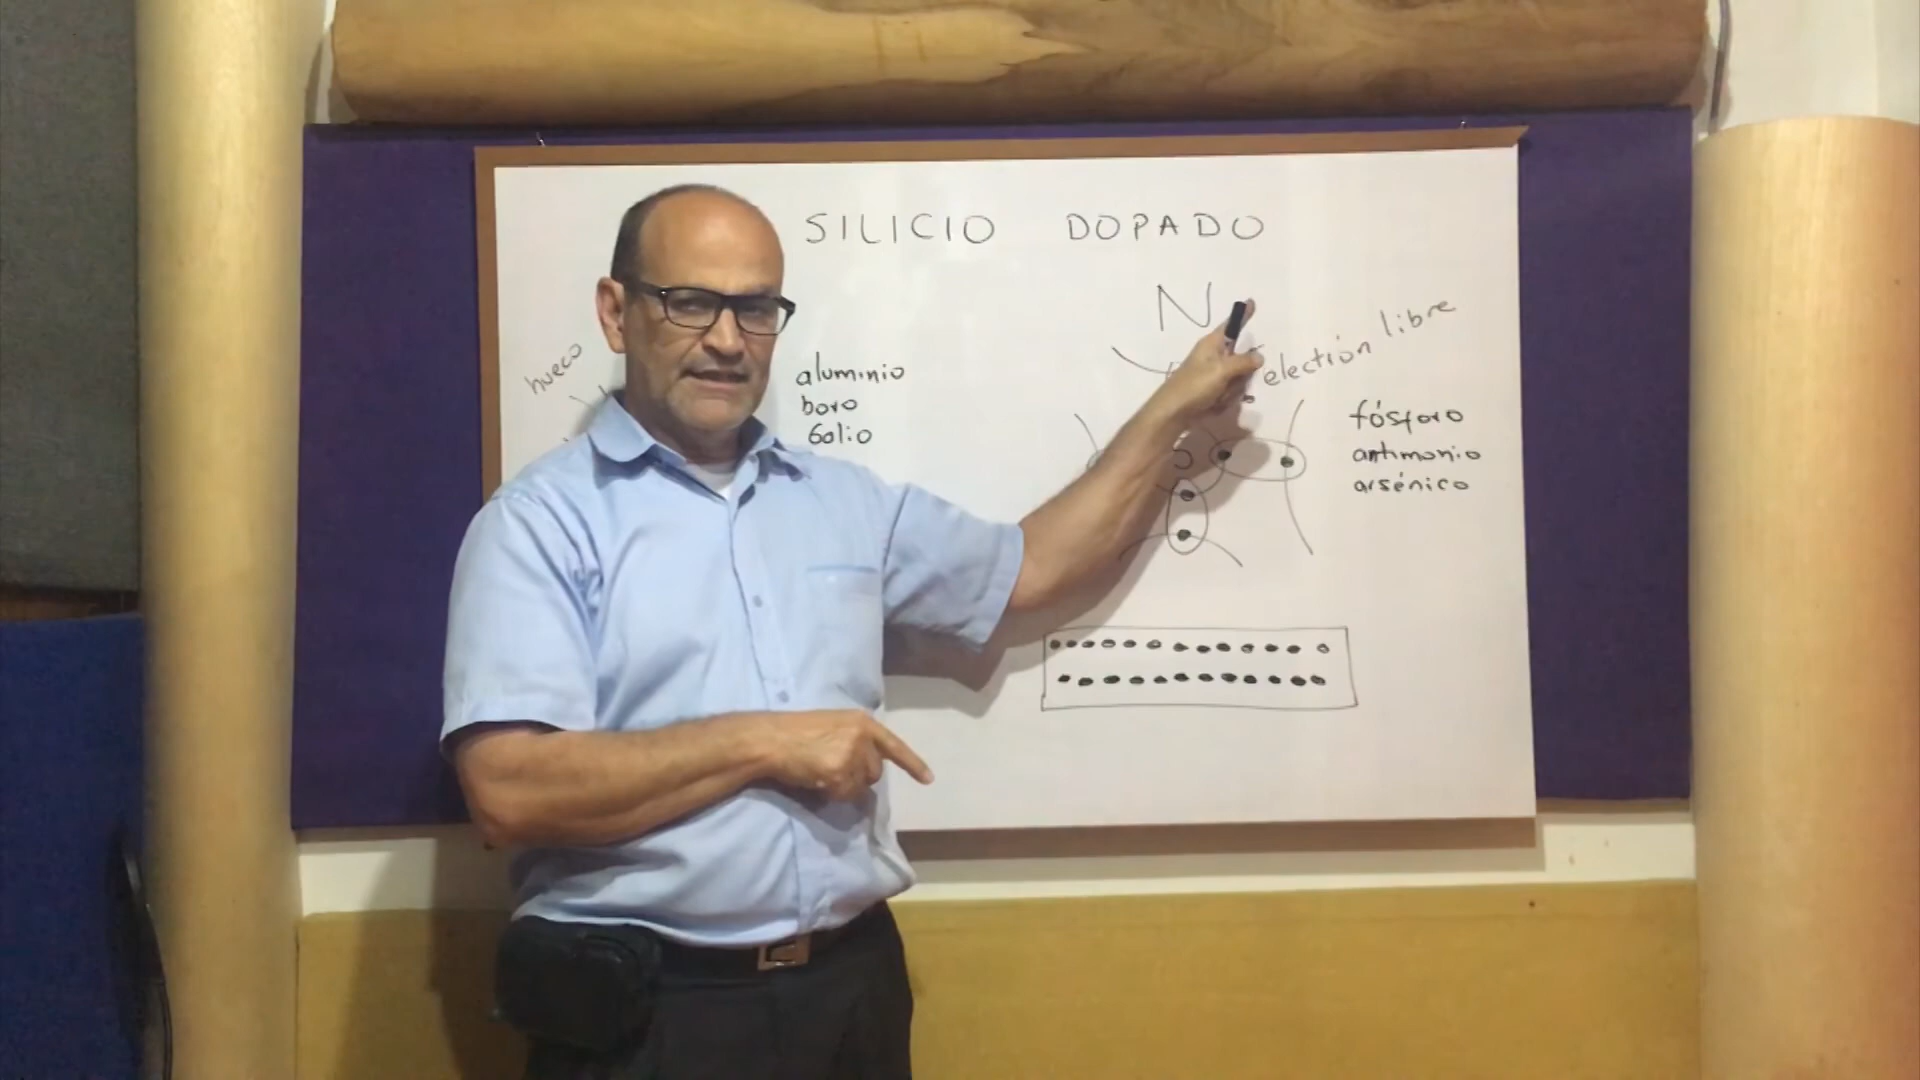 SILICIO DOPADO
N
hueco
electrón libre
aluminio
boro
Galio
fósforo
antimonio
arsénico